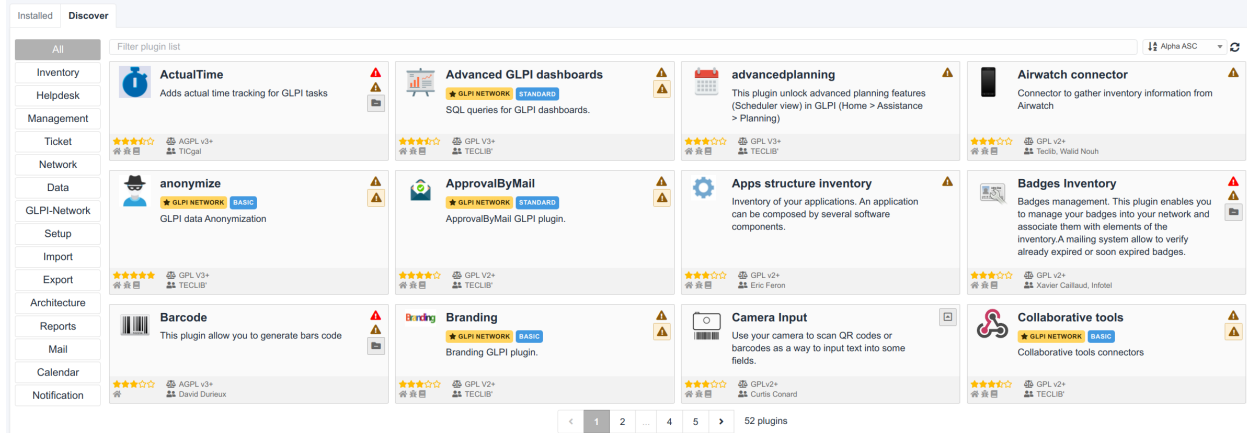 Installed Discover
All
Inventory
Helpdesk
Management
Ticket
Network
Data
GLPI-Network
Setup
Import
Export
Architecture
Reports
Mail
Calendar
Notification
Filter plugin list
Alpha ASC
ActualTime
Adds actual time tracking for GLPI tasks
AGPL v3+
TICgal
Advanced GLPI dashboards
GLPI NETWORK STANDARD
SQL queries for GLPI dashboards.
GPL V3+
TECLIB'
advancedplanning
This plugin unlock advanced planning features
(Scheduler view) in GLPI (Home > Assistance
> Planning)
GPL V3+
TECLIB'
Airwatch connector
Connector to gather inventory information from
Airwatch
GPL v2+
Teclib, Walid Nouh
anonymize
GLPI NETWORK BASIC
GLPI data Anonymization
GPL V3+
TECLIB'
ApprovalByMail
GLPI NETWORK STANDARD
ApprovalByMail GLPI plugin.
GPL V2+
TECLIB'
Apps structure inventory
Inventory of your applications. An application
can be composed by several software
components.
GPL v2+
Eric Feron
Badges Inventory
Badges management. This plugin enables you
to manage your badges into your network and
associate them with elements of the
inventory.A mailing system allow to verify
already expired or soon expired badges.
GPL v2+
Xavier Caillaud, Infotel
Barcode
This plugin allow you to generate bars code
AGPL v3+
David Durieux
Branding
Branding
GLPI NETWORK BASIC
Branding GLPI plugin.
GPL V2+
TECLIB'
Camera Input
Use your camera to scan QR codes or
barcodes as a way to input text into some
fields.
GPLv2+
Curtis Conard
Collaborative tools
GLPI NETWORK BASIC
Collaborative tools connectors
GPL v2+
TECLIB'
1 2 ... 4 5 52 plugins